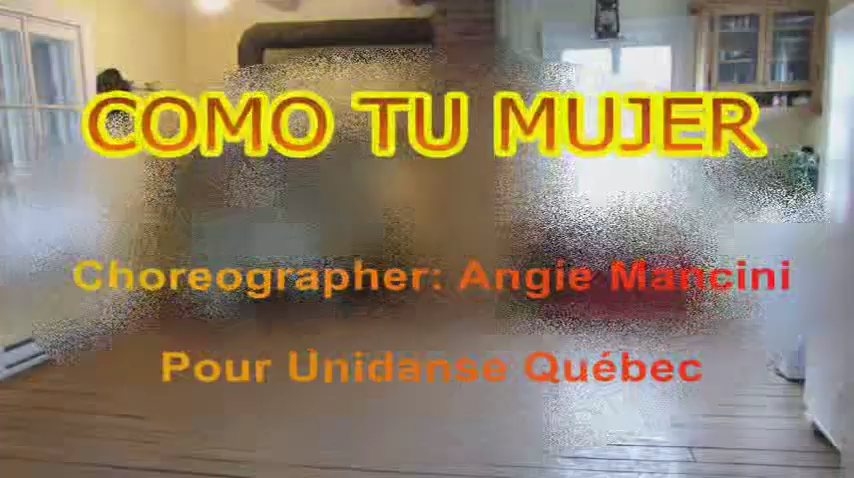 COMO TU MUJER
Choreographer: Angie Mancini
Pour Unidanse Québec